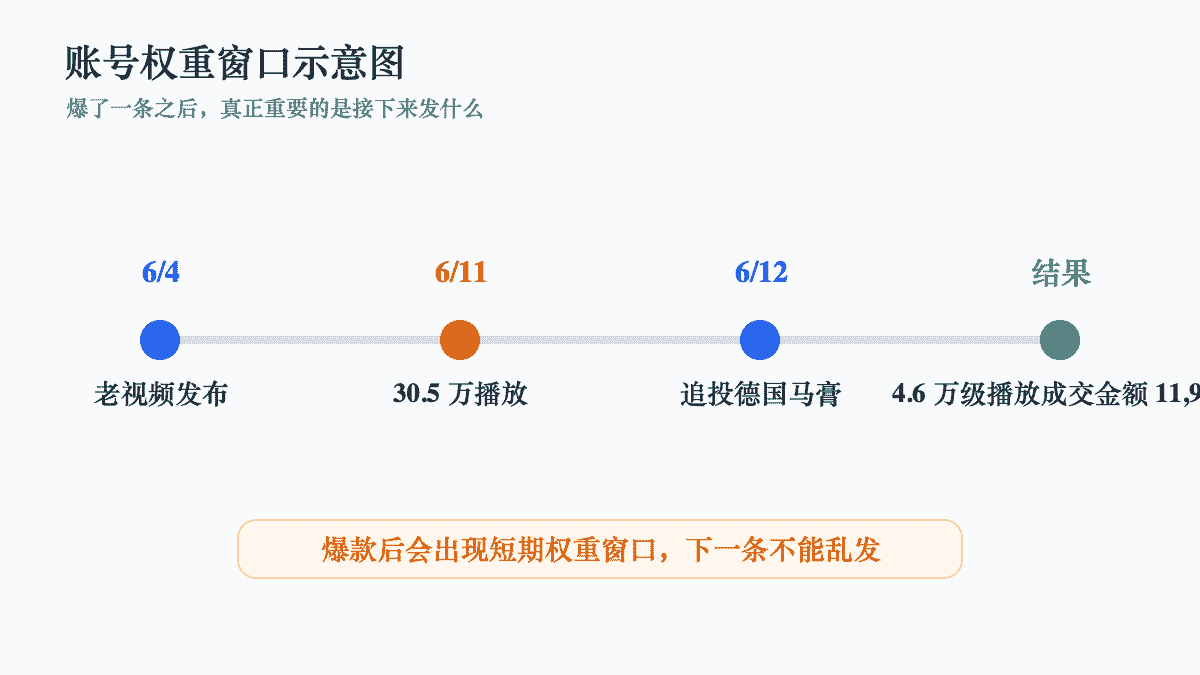 账号权重窗口示意图
爆了一条之后，真正重要的是接下来发什么
6/4
6/11
6/12
结果
老视频发布
30.5 万播放
追投德国马膏
4.6 万级播放成交金额 11,9
爆款后会出现短期权重窗口，下一条不能乱发